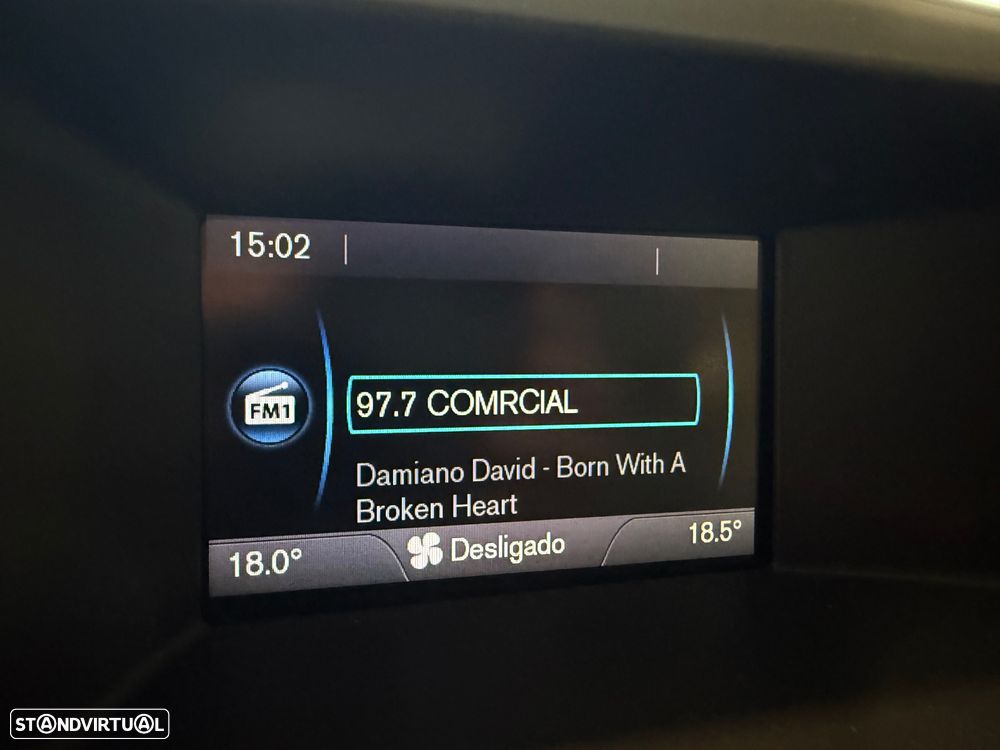 15:02
FM1
97.7 COMRCIAL
Damiano David - Born With A
Broken Heart
18.0°
Desligado
18.5°
STANDVIRTUAL